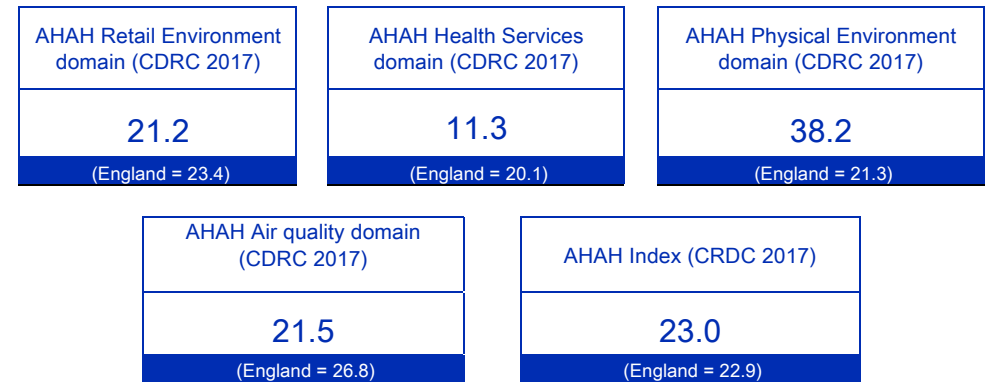 AHAH Retail Environment
domain (CDRC 2017)
21.2
(England = 23.4)
AHAH Health Services
domain (CDRC 2017)
11.3
(England = 20.1)
AHAH Physical Environment
domain (CDRC 2017)
38.2
(England = 21.3)
AHAH Air quality domain
(CDRC 2017)
21.5
(England = 26.8)
AHAH Index (CRDC 2017)
23.0
(England = 22.9)